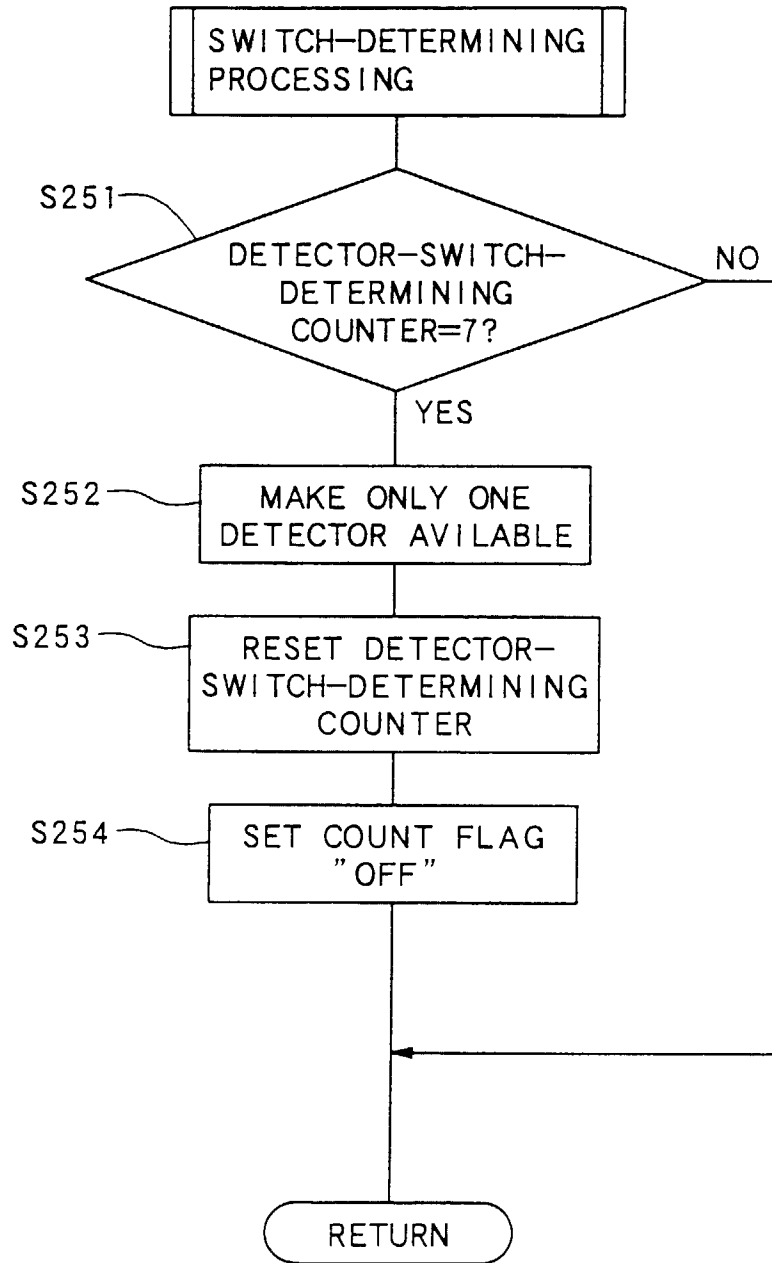 SWITCH-DETERMINING
PROCESSING
S251
DETECTOR-SWITCH-
DETERMINING
COUNTER=7?
NO
YES
S252
MAKE ONLY ONE
DETECTOR AVILABLE
S253
RESET DETECTOR-
SWITCH-DETERMINING
COUNTER
S254
SET COUNT FLAG
"OFF"
RETURN